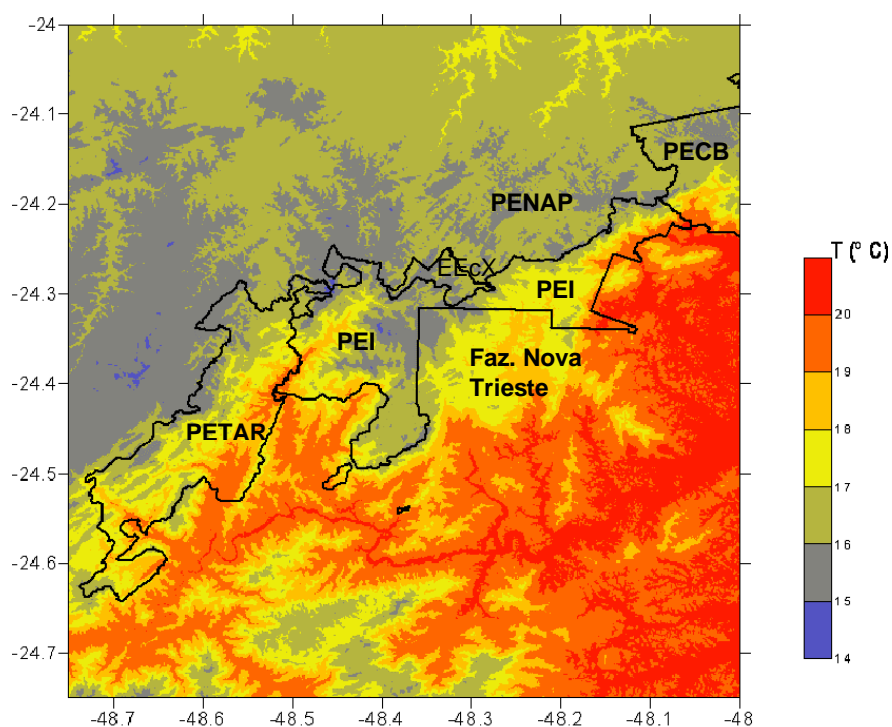 -24
-24.1
-24.2
-24.3
-24.4
-24.5
-24.6
-24.7
PECB
PENAP
EEcX
PEI
PEI
Faz. Nova
Trieste
PETAR
T (° C)
20
19
18
17
16
15
14
-48.7 -48.6 -48.5 -48.4 -48.3 -48.2 -48.1 -48